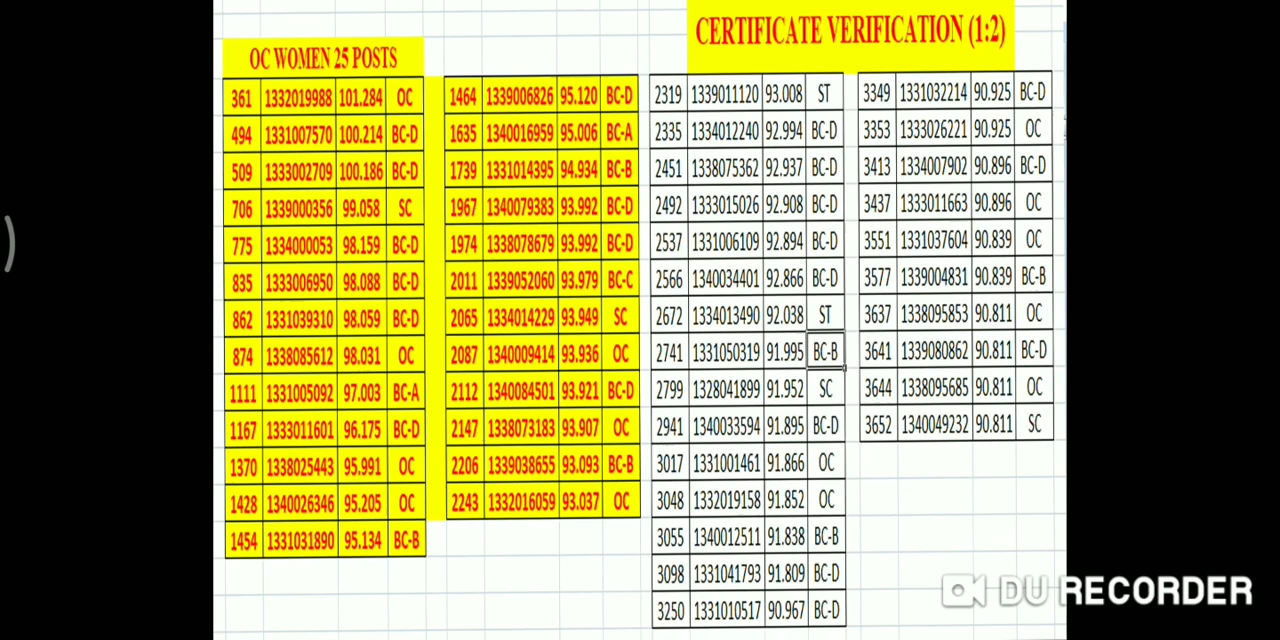 CERTIFICATE VERIFICATION (1:2)
OC WOMEN 25 POSTS
361 1332019988 101.284 OC
494 1331007570 100.214 BC-D
509 1333002709 100.186 BC-D
706 1339000356 99.058 SC
775 1334000053 98.159 BC-D
835 1333006950 98.088 BC-D
862 1331039310 98.059 BC-D
874 1338085612 98.031 OC
1111 1331005092 97.003 BC-A
1167 1333011601 96.175 BC-D
1370 1338025443 95.991 OC
1428 1340026346 95.205 OC
1454 1331031890 95.134 BC-B
1464 1339006826 95.120 BC-D
1635 1340016959 95.006 BC-A
1739 1331014395 94.934 BC-B
1967 1340079383 93.992 BC-D
1974 1338078679 93.992 BC-D
2011 1339052060 93.979 BC-C
2065 1334014229 93.949 SC
2087 1340009414 93.936 OC
2112 1340084501 93.921 BC-D
2147 1338073183 93.907 OC
2206 1339038655 93.093 BC-B
2243 1332016059 93.037 OC
2319 1339011120 93.008 ST
2335 1334012240 92.994 BC-D
2451 1338075362 92.937 BC-D
2492 1333015026 92.908 BC-D
2537 1331006109 92.894 BC-D
2566 1340034401 92.866 BC-D
2672 1334013490 92.038 ST
2741 1331050319 91.995 BC-B
2799 1328041899 91.952 SC
2941 1340033594 91.895 BC-D
3017 1331001461 91.866 OC
3048 1332019158 91.852 OC
3055 1340012511 91.838 BC-B
3098 1331041793 91.809 BC-D
3250 1331010517 90.967 BC-D
3349 1331032214 90.925 BC-D
3353 1333026221 90.925 OC
3413 1334007902 90.896 BC-D
3437 1333011663 90.896 OC
3551 1331037604 90.839 OC
3577 1339004831 90.839 BC-B
3637 1338095853 90.811 OC
3641 1339080862 90.811 BC-D
3644 1338095685 90.811 OC
3652 1340049232 90.811 SC
DU RECORDER